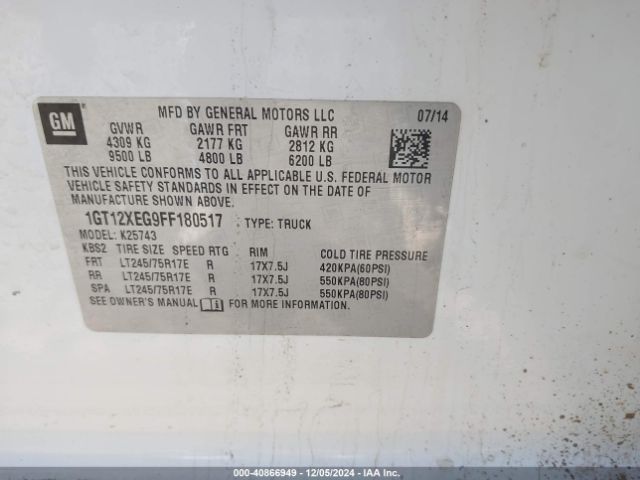 GM
MFD BY GENERAL MOTORS LLC 07/14
GVWR GAWR FRT GAWR RR
4309 KG 2177 KG 2812 KG
9500 LB 4800 LB 6200 LB
THIS VEHICLE CONFORMS TO ALL APPLICABLE U.S. FEDERAL MOTOR
VEHICLE SAFETY STANDARDS IN EFFECT ON THE DATE OF
MANUFACTURE SHOWN ABOVE.
1GT12XEG9FF180517 TYPE: TRUCK
MODEL: K25743
KBS2 TIRE SIZE SPEED RTG RIM COLD TIRE PRESSURE
FRT LT245/75R17E R 17X7.5J 420KPA(60PSI)
RR LT245/75R17E R 17X7.5J 550KPA(80PSI)
SPA LT245/75R17E R 17X7.5J 550KPA(80PSI)
SEE OWNER'S MANUAL FOR MORE INFORMATION.
000-40866949 - 12/05/2024 - IAAI.COM